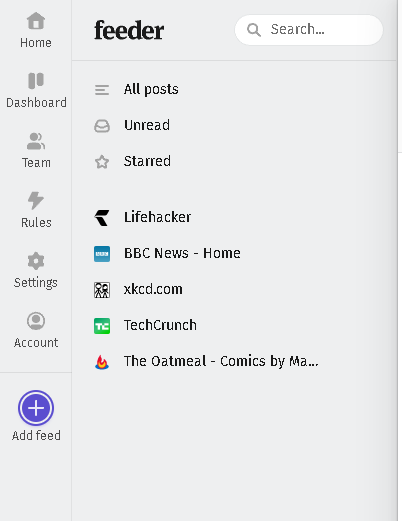 Home
Dashboard
Team
Rules
Settings
Account
Add feed
feeder
Search...
All posts
Unread
Starred
Lifehacker
BBC News - Home
xkcd.com
TC TechCrunch
The Oatmeal - Comics by Ma...